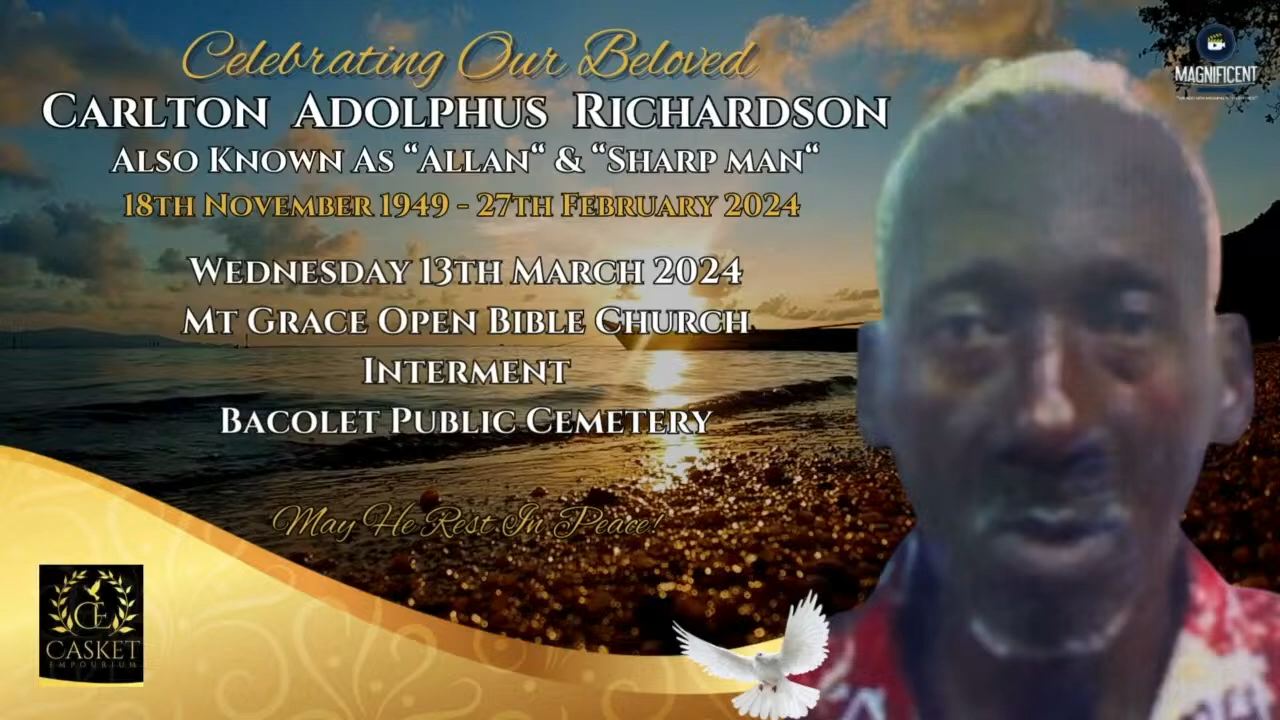 Celebrating Our Beloved
CARLTON ADOLPHUS RICHARDSON
ALSO KNOWN AS “ALLAN“ & “SHARP MAN“
18TH NOVEMBER 1949 - 27TH FEBRUARY 2024
WEDNESDAY 13TH MARCH 2024
MT GRACE OPEN BIBLE CHURCH
INTERMENT
BACOLET PUBLIC CEMETERY
May He Rest In Peace!
MAGNIFICENT
CE
CASKET
EMPOURIUM